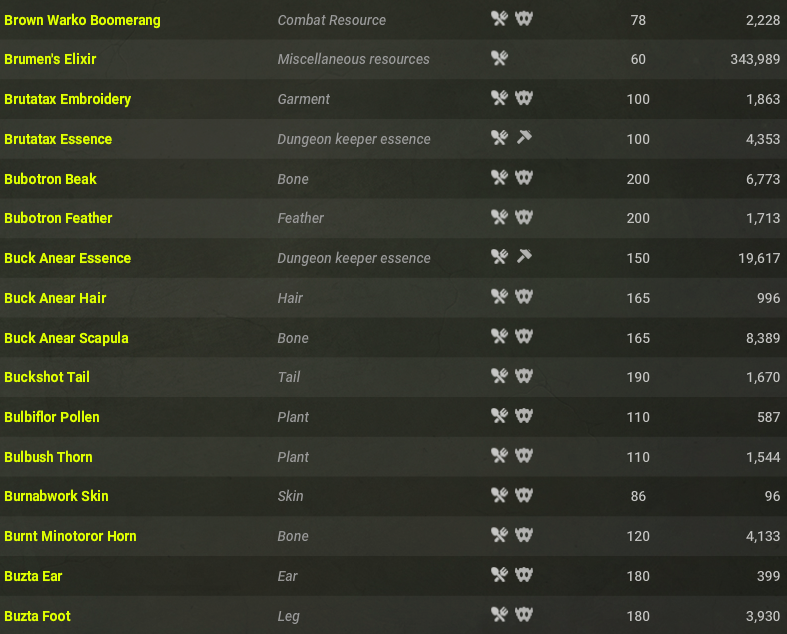 Brown Warko Boomerang Combat Resource 78 2,228
Brumen's Elixir Miscellaneous resources 60 343,989
Brutatax Embroidery Garment 100 1,863
Brutatax Essence Dungeon keeper essence 100 4,353
Bubotron Beak Bone 200 6,773
Bubotron Feather Feather 200 1,713
Buck Anear Essence Dungeon keeper essence 150 19,617
Buck Anear Hair Hair 165 996
Buck Anear Scapula Bone 165 8,389
Buckshot Tail Tail 190 1,670
Bulbiflor Pollen Plant 110 587
Bulbush Thorn Plant 110 1,544
Burnabwork Skin Skin 86 96
Burnt Minotoror Horn Bone 120 4,133
Buzta Ear Ear 180 399
Buzta Foot Leg 180 3,930